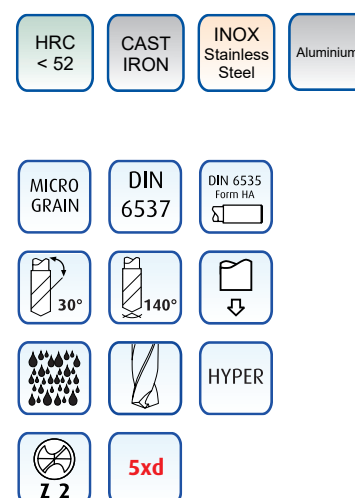 HRC
< 52
CAST
IRON
INOX
Stainless
Steel
Aluminium
MICRO
GRAIN
DIN
6537
DIN 6535
Form HA
30°
140°
HYPER
Z 2
5xd